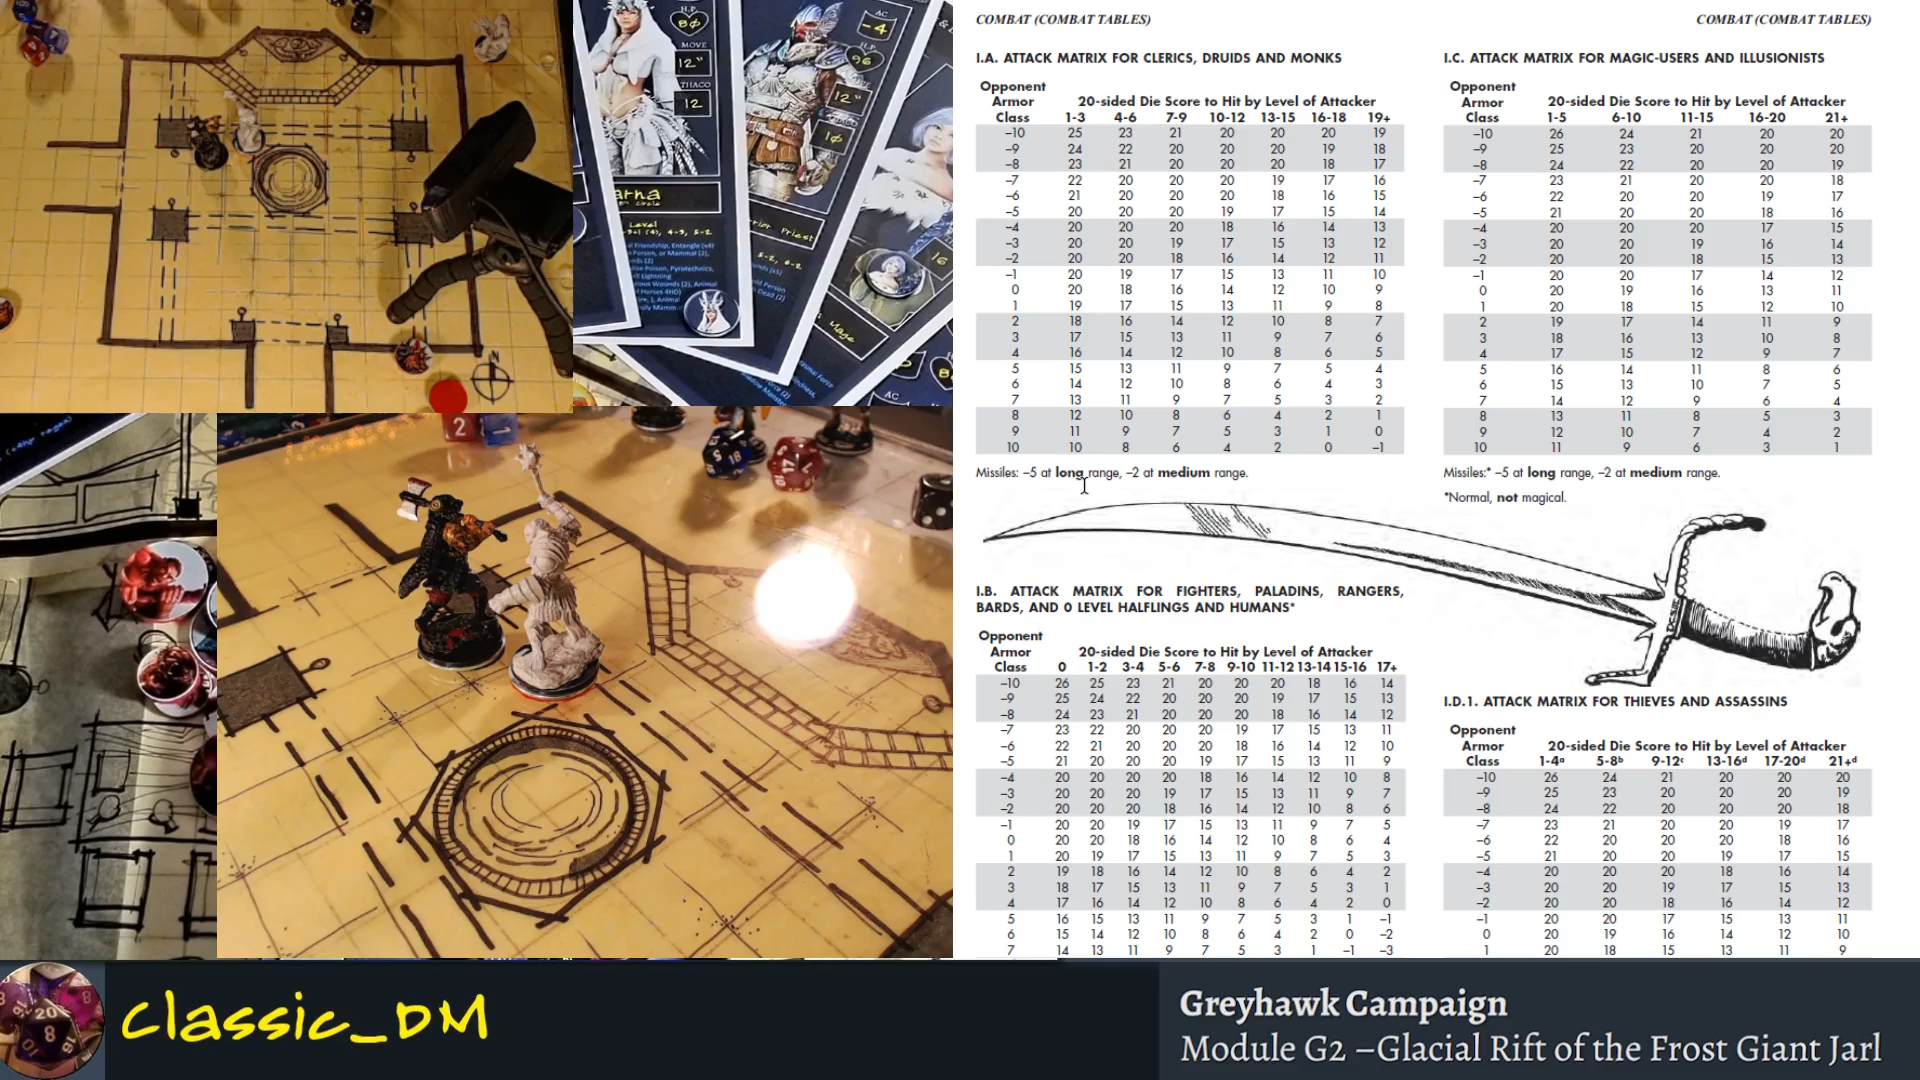 COMBAT (COMBAT TABLES)
COMBAT (COMBAT TABLES)
I.A. ATTACK MATRIX FOR CLERICS, DRUIDS AND MONKS
Opponent
Armor 20-sided Die Score to Hit by Level of Attacker
Class 1-3 4-6 7-9 10-12 13-15 16-18 19+
–10 25 23 21 20 20 20 19
–9 24 22 20 20 20 19 18
–8 23 21 20 20 20 18 17
–7 22 20 20 20 19 17 16
–6 21 20 20 20 18 16 15
–5 20 20 20 19 17 15 14
–4 20 20 20 18 16 14 13
–3 20 20 19 17 15 13 12
–2 20 20 18 16 14 12 11
–1 20 19 17 15 13 11 10
0 20 18 16 14 12 10 9
1 19 17 15 13 11 9 8
2 18 16 14 12 10 8 7
3 17 15 13 11 9 7 6
4 16 14 12 10 8 6 5
5 15 13 11 9 7 5 4
6 14 12 10 8 6 4 3
7 13 11 9 7 5 3 2
8 12 10 8 6 4 2 1
9 11 9 7 5 3 1 0
10 10 8 6 4 2 0 –1
Missiles: –5 at long range, –2 at medium range.
I.B. ATTACK MATRIX FOR FIGHTERS, PALADINS, RANGERS,
BARDS, AND 0 LEVEL HALFLINGS AND HUMANS*
Opponent
Armor 20-sided Die Score to Hit by Level of Attacker
Class 0 1-2 3-4 5-6 7-8 9-10 11-12 13-14 15-16 17+
–10 26 25 23 21 20 20 20 18 16 14
–9 25 24 22 20 20 20 19 17 15 13
–8 24 23 21 20 20 20 18 16 14 12
–7 23 22 20 20 20 19 17 15 13 11
–6 22 21 20 20 20 18 16 14 12 10
–5 21 20 20 20 19 17 15 13 11 9
–4 20 20 20 20 18 16 14 12 10 8
–3 20 20 20 19 17 15 13 11 9 7
–2 20 20 20 18 16 14 12 10 8 6
–1 20 20 19 17 15 13 11 9 7 5
0 20 20 18 16 14 12 10 8 6 4
1 20 19 17 15 13 11 9 7 5 3
2 19 18 16 14 12 10 8 6 4 2
3 18 17 15 13 11 9 7 5 3 1
4 17 16 14 12 10 8 6 4 2 0
5 16 15 13 11 9 7 5 3 1 –1
6 15 14 12 10 8 6 4 2 0 –2
7 14 13 11 9 7 5 3 1 –1 –3
I.C. ATTACK MATRIX FOR MAGIC-USERS AND ILLUSIONISTS
Opponent
Armor 20-sided Die Score to Hit by Level of Attacker
Class 1-5 6-10 11-15 16-20 21+
–10 26 24 21 20 20
–9 25 23 20 20 20
–8 24 22 20 20 19
–7 23 21 20 20 18
–6 22 20 20 19 17
–5 21 20 20 18 16
–4 20 20 20 17 15
–3 20 20 19 16 14
–2 20 20 18 15 13
–1 20 20 17 14 12
0 20 19 16 13 11
1 20 18 15 12 10
2 19 17 14 11 9
3 18 16 13 10 8
4 17 15 12 9 7
5 16 14 11 8 6
6 15 13 10 7 5
7 14 12 9 6 4
8 13 11 8 5 3
9 12 10 7 4 2
10 11 9 6 3 1
Missiles:* –5 at long range, –2 at medium range.
*Normal, not magical.
I.D.1. ATTACK MATRIX FOR THIEVES AND ASSASSINS
Opponent
Armor 20-sided Die Score to Hit by Level of Attacker
Class 1-4a 5-8b 9-12c 13-16d 17-20d 21+d
–10 26 24 21 20 20 20
–9 25 23 20 20 20 19
–8 24 22 20 20 20 18
–7 23 21 20 20 19 17
–6 22 20 20 20 18 16
–5 21 20 20 19 17 15
–4 20 20 20 18 16 14
–3 20 20 19 17 15 13
–2 20 20 18 16 14 12
–1 20 20 17 15 13 11
0 20 19 16 14 12 10
1 20 18 15 13 11 9
H.P.
80
MOVE
12"
THACO
12
arna
Level
AC
-4
H.P.
96
12"
10
Priest
16
N
classic_DM
Greyhawk Campaign
Module G2 –Glacial Rift of the Frost Giant Jarl